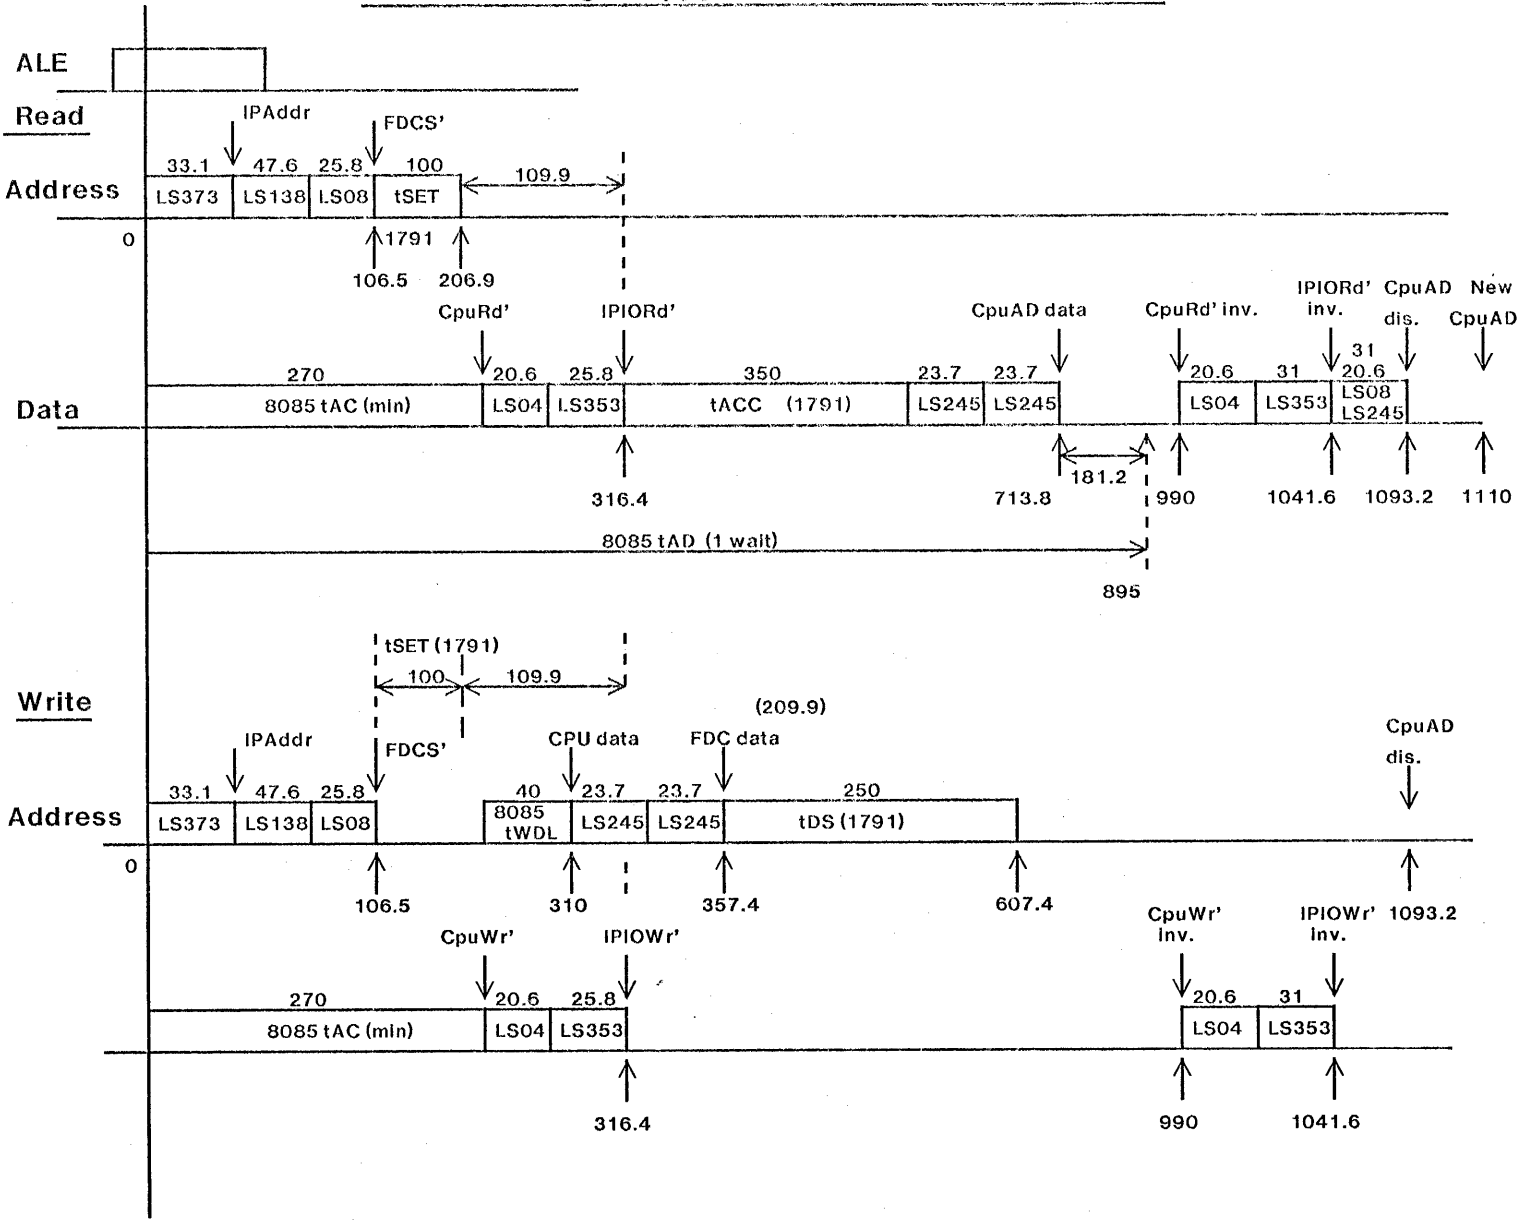 ALE
Read
IPAddr
FDCS'
33.1 47.6 25.8 100 109.9
Address LS373 LS138 LS08 tSET
0 1791
106.5 206.9
CpuRd' IPIORd' CpuAD data CpuRd' inv. IPIORd' inv. CpuAD dis. New CpuAD
31
270 20.6 25.8 350 23.7 23.7 20.6 31 20.6
Data 8085 tAC (min) LS04 LS353 tACC (1791) LS245 LS245 LS04 LS353 LS08 LS245
181.2
316.4 713.8 990 1041.6 1093.2 1110
8085 tAD (1 wait)
895
tSET (1791)
100 109.9
Write
(209.9)
IPAddr FDCS' CPU data FDC data CpuAD dis.
33.1 47.6 25.8 40 23.7 23.7 250
Address LS373 LS138 LS08 8085 tWDL LS245 LS245 tDS (1791)
0
106.5 310 357.4 607.4 1093.2
CpuWr' IPIOWr' CpuWr' Inv. IPIOWr' Inv.
270 20.6 25.8 20.6 31
8085 tAC (min) LS04 LS353 LS04 LS353
316.4 990 1041.6